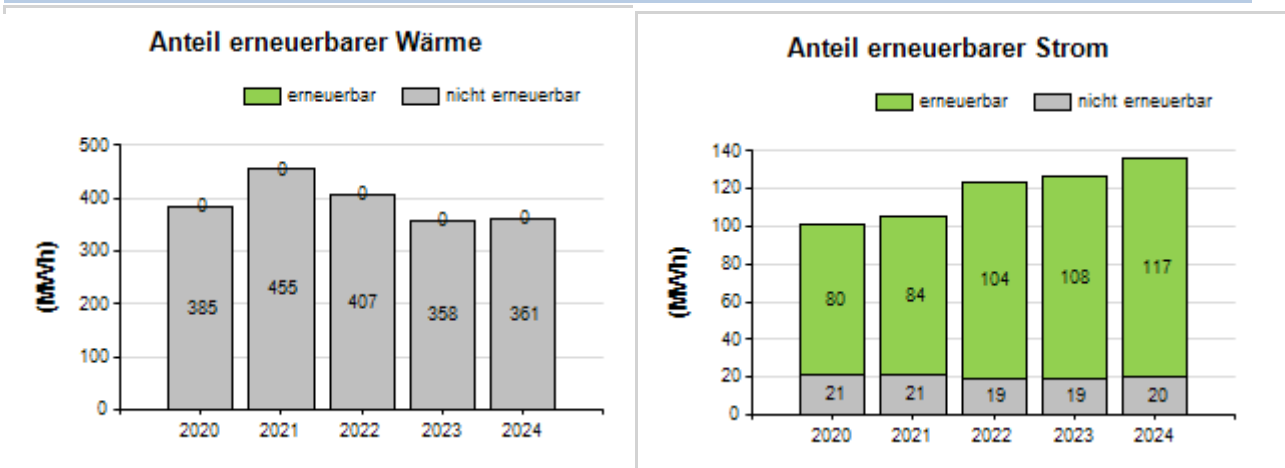 Anteil erneuerbarer Wärme
erneuerbar nicht erneuerbar
(MWh)
500
400
300
200
100
0
0 0 0 0 0
385 455 407 358 361
2020 2021 2022 2023 2024
Anteil erneuerbarer Strom
erneuerbar nicht erneuerbar
(MWh)
140
120
100
80
60
40
20
0
80 84 104 108 117
21 21 19 19 20
2020 2021 2022 2023 2024